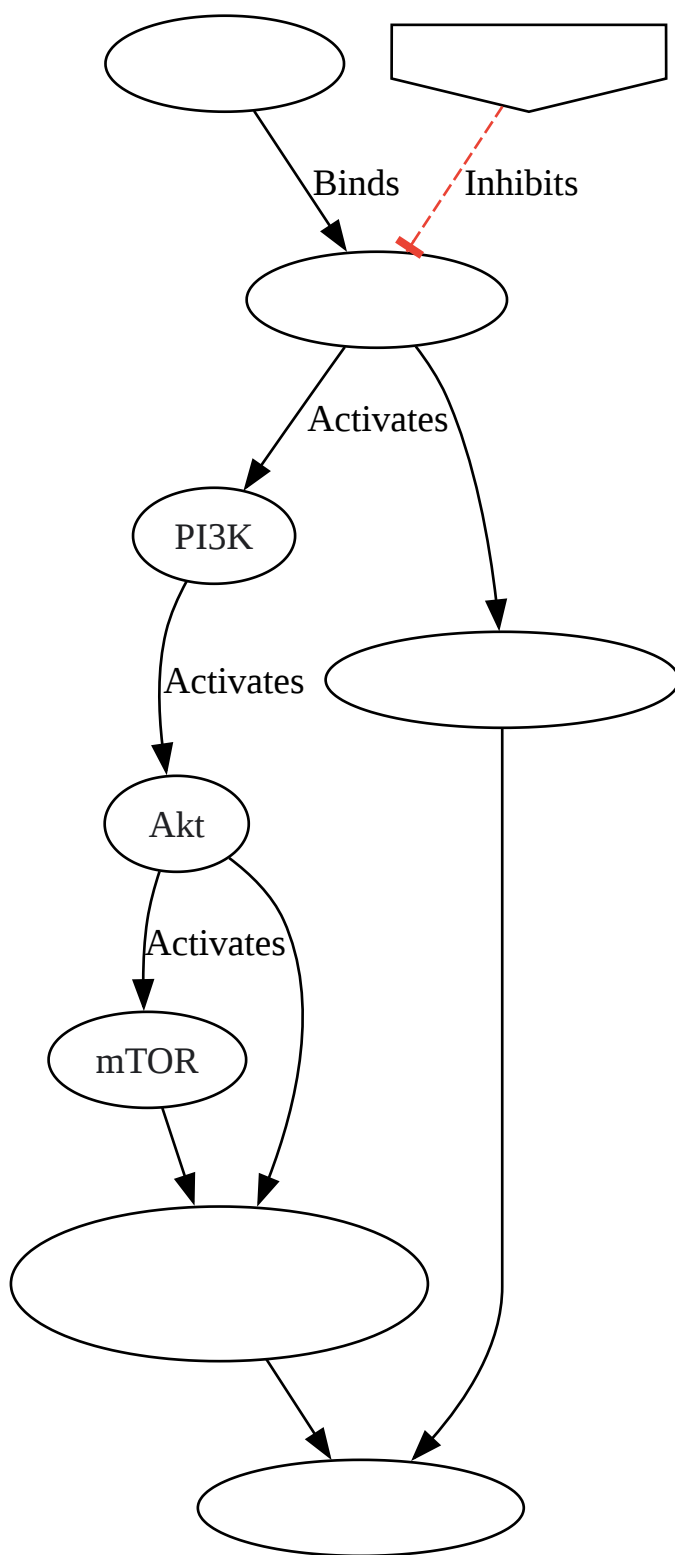 Binds
Inhibits
Activates
PI3K
Activates
Akt
Activates
mTOR